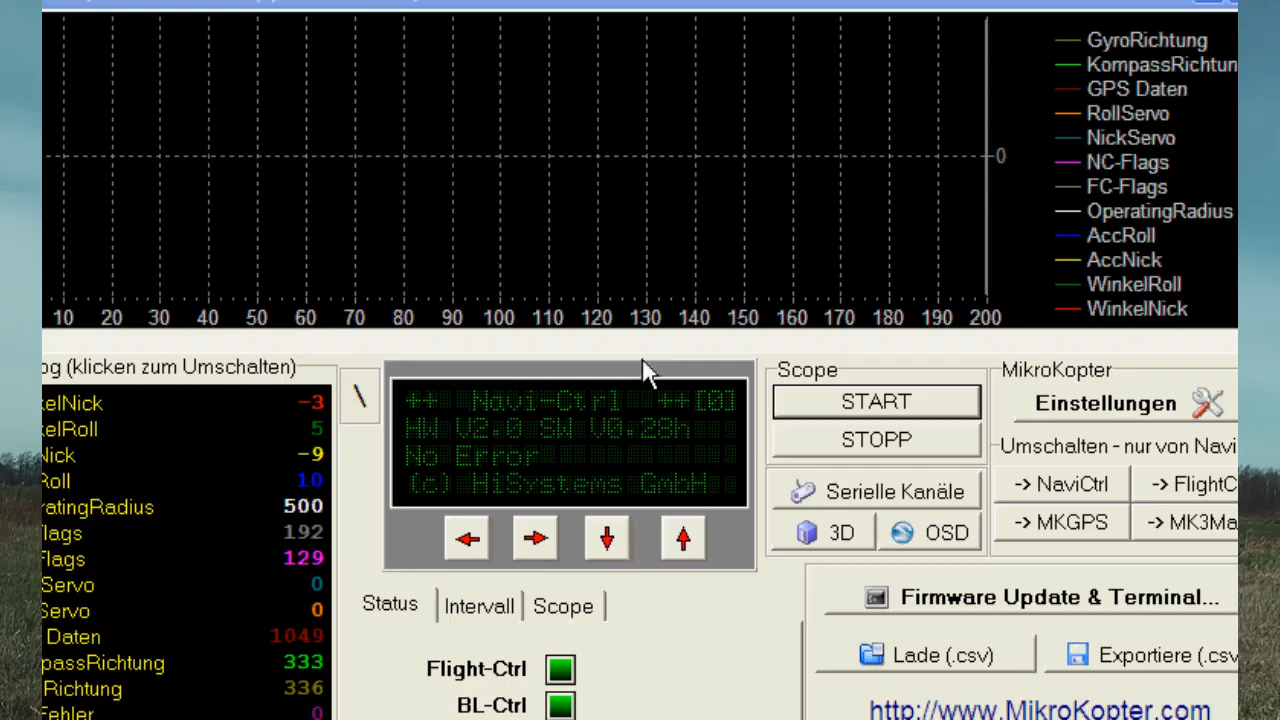 GyroRichtung
KompassRichtun
GPS Daten
RollServo
NickServo
NC-Flags
FC-Flags
OperatingRadius
AccRoll
AccNick
WinkelRoll
WinkelNick
0
10 20 30 40 50 60 70 80 90 100 110 120 130 140 150 160 170 180 190 200
og (klicken zum Umschalten)
kelNick -3
kelRoll 5
Nick -9
Roll 10
ratingRadius 500
lags 192
Flags 129
Servo 0
Servo 0
Daten 1049
passRichtung 333
Richtung 336
Fehler 0
\
++ Navi-Ctrl ++[0]
HW V2.0 SW V0.28h
No Error
(c) HiSystems GmbH
Status Intervall Scope
Flight-Ctrl
BL-Ctrl
Scope
START
STOPP
Serielle Kanäle
3D OSD
MikroKopter
Einstellungen
Umschalten - nur von Navi
-> NaviCtrl -> FlightC
-> MKGPS -> MK3Ma
Firmware Update & Terminal...
Lade (.csv) Exportiere (.csv
http://www.MikroKopter.com